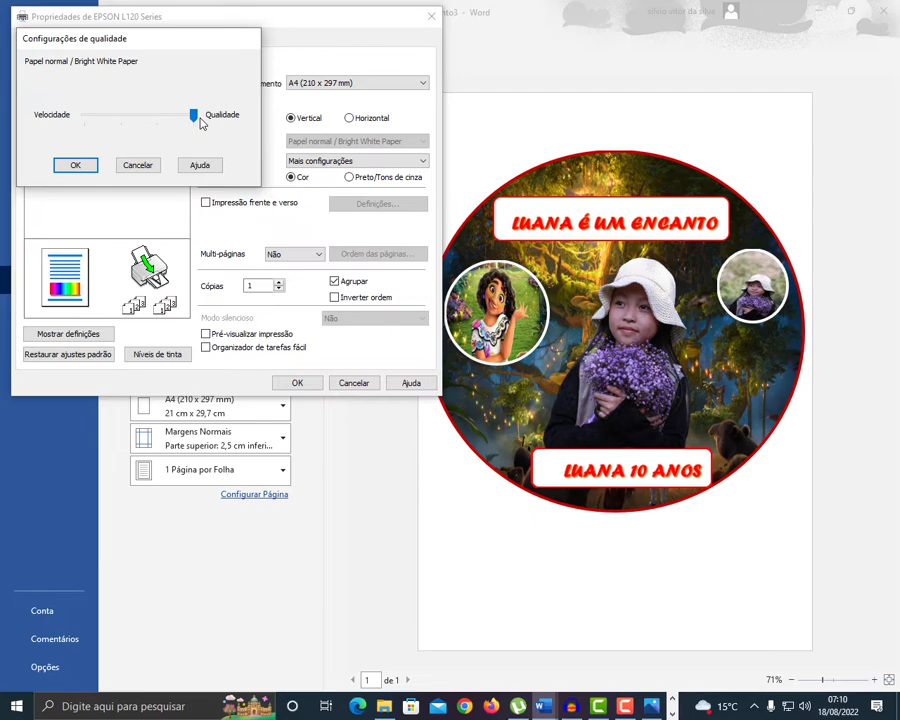 Propriedades de EPSON L120 Series
Word
Configurações de qualidade
Papel normal / Bright White Paper
Velocidade
Qualidade
OK
Cancelar
Ajuda
A4 (210 x 297 mm)
Vertical
Horizontal
Papel normal / Bright White Paper
Mais configurações
Cor
Preto/Tons de cinza
Impressão frente e verso
Definições...
Multi-páginas
Não
Ordem das páginas...
Cópias
1
Agrupar
Inverter ordem
Modo silencioso
Não
Pré-visualizar impressão
Organizador de tarefas fácil
Mostrar definições
Restaurar ajustes padrão
Níveis de tinta
OK
Cancelar
Ajuda
A4 (210 x 297 mm)
21 cm x 29,7 cm
Margens Normais
Parte superior: 2,5 cm inferi...
1 Página por Folha
Configurar Página
LUANA É UM ENCANTO
LUANA 10 ANOS
Conta
Comentários
Opções
1 de 1
71%
Digite aqui para pesquisar
15°C
07:10
18/08/2022